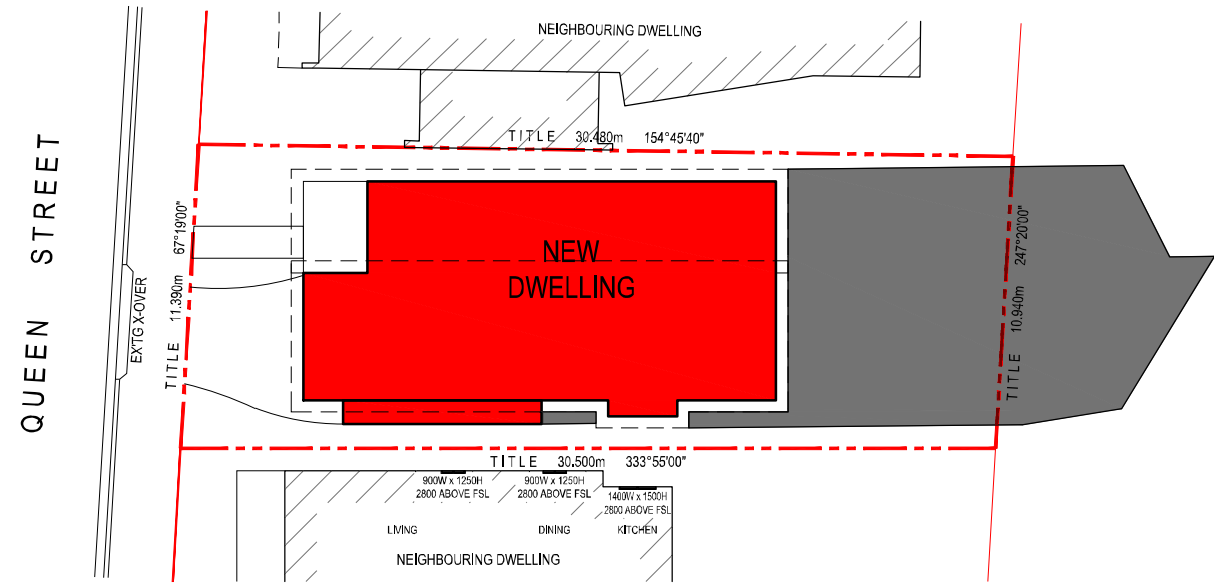 NEIGHBOURING DWELLING
TITLE 30.480m 154°45'40"
QUEEN STREET
EX'TG X-OVER
TITLE 11.390m 67°19'00"
NEW
DWELLING
TITLE 10.940m 247°20'00"
TITLE 30.500m 333°55'00"
900W x 1250H
2800 ABOVE FSL
900W x 1250H
2800 ABOVE FSL
1400W x 1500H
2800 ABOVE FSL
LIVING
DINING
KITCHEN
NEIGHBOURING DWELLING